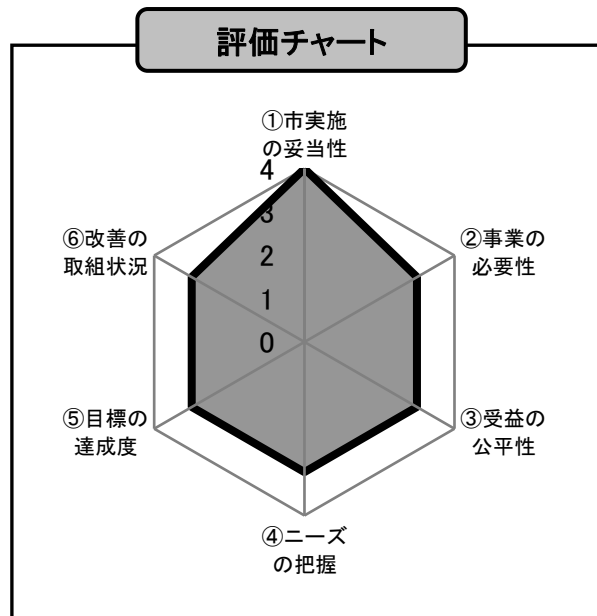 評価チャート
①市実施
の妥当性
4
3
2
1
0
②事業の
必要性
③受益の
公平性
④ニーズ
の把握
⑤目標の
達成度
⑥改善の
取組状況